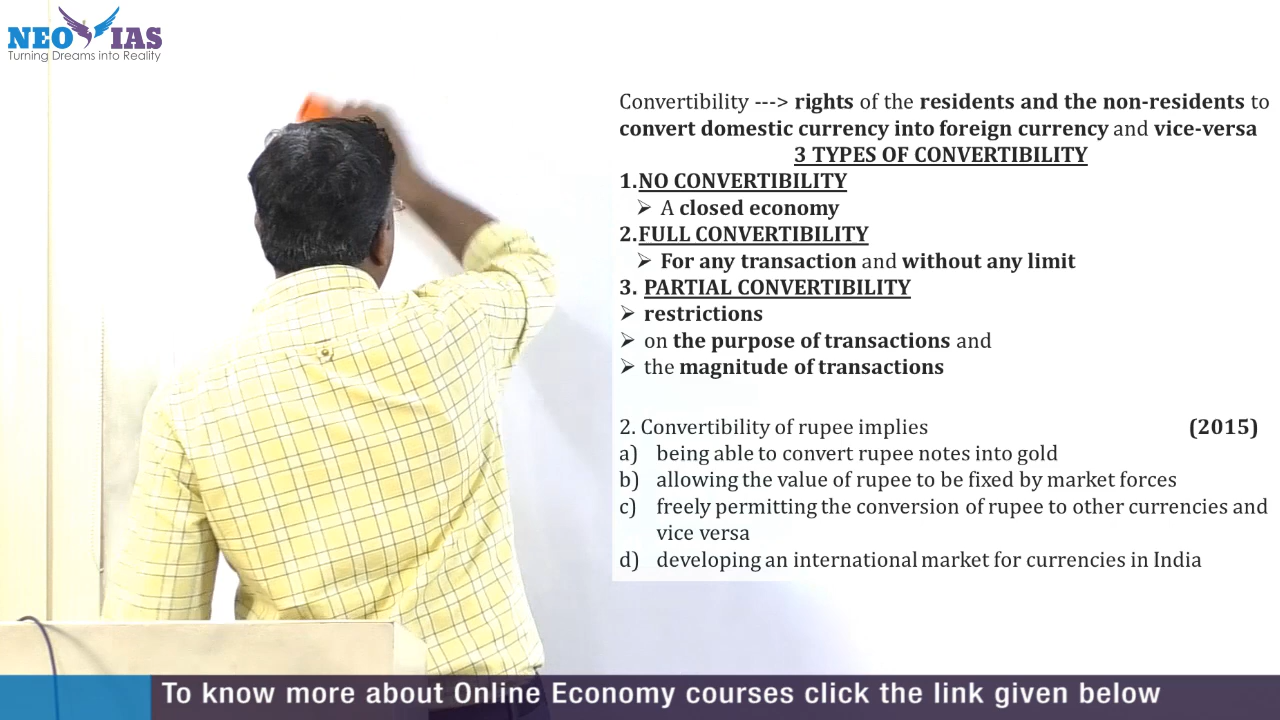 NEO IAS
Turning Dreams into Reality
Convertibility ---> rights of the residents and the non-residents to
convert domestic currency into foreign currency and vice-versa
3 TYPES OF CONVERTIBILITY
1.NO CONVERTIBILITY
➢ A closed economy
2.FULL CONVERTIBILITY
➢ For any transaction and without any limit
3. PARTIAL CONVERTIBILITY
➢ restrictions
➢ on the purpose of transactions and
➢ the magnitude of transactions
2. Convertibility of rupee implies (2015)
a) being able to convert rupee notes into gold
b) allowing the value of rupee to be fixed by market forces
c) freely permitting the conversion of rupee to other currencies and
vice versa
d) developing an international market for currencies in India
To know more about Online Economy courses click the link given below